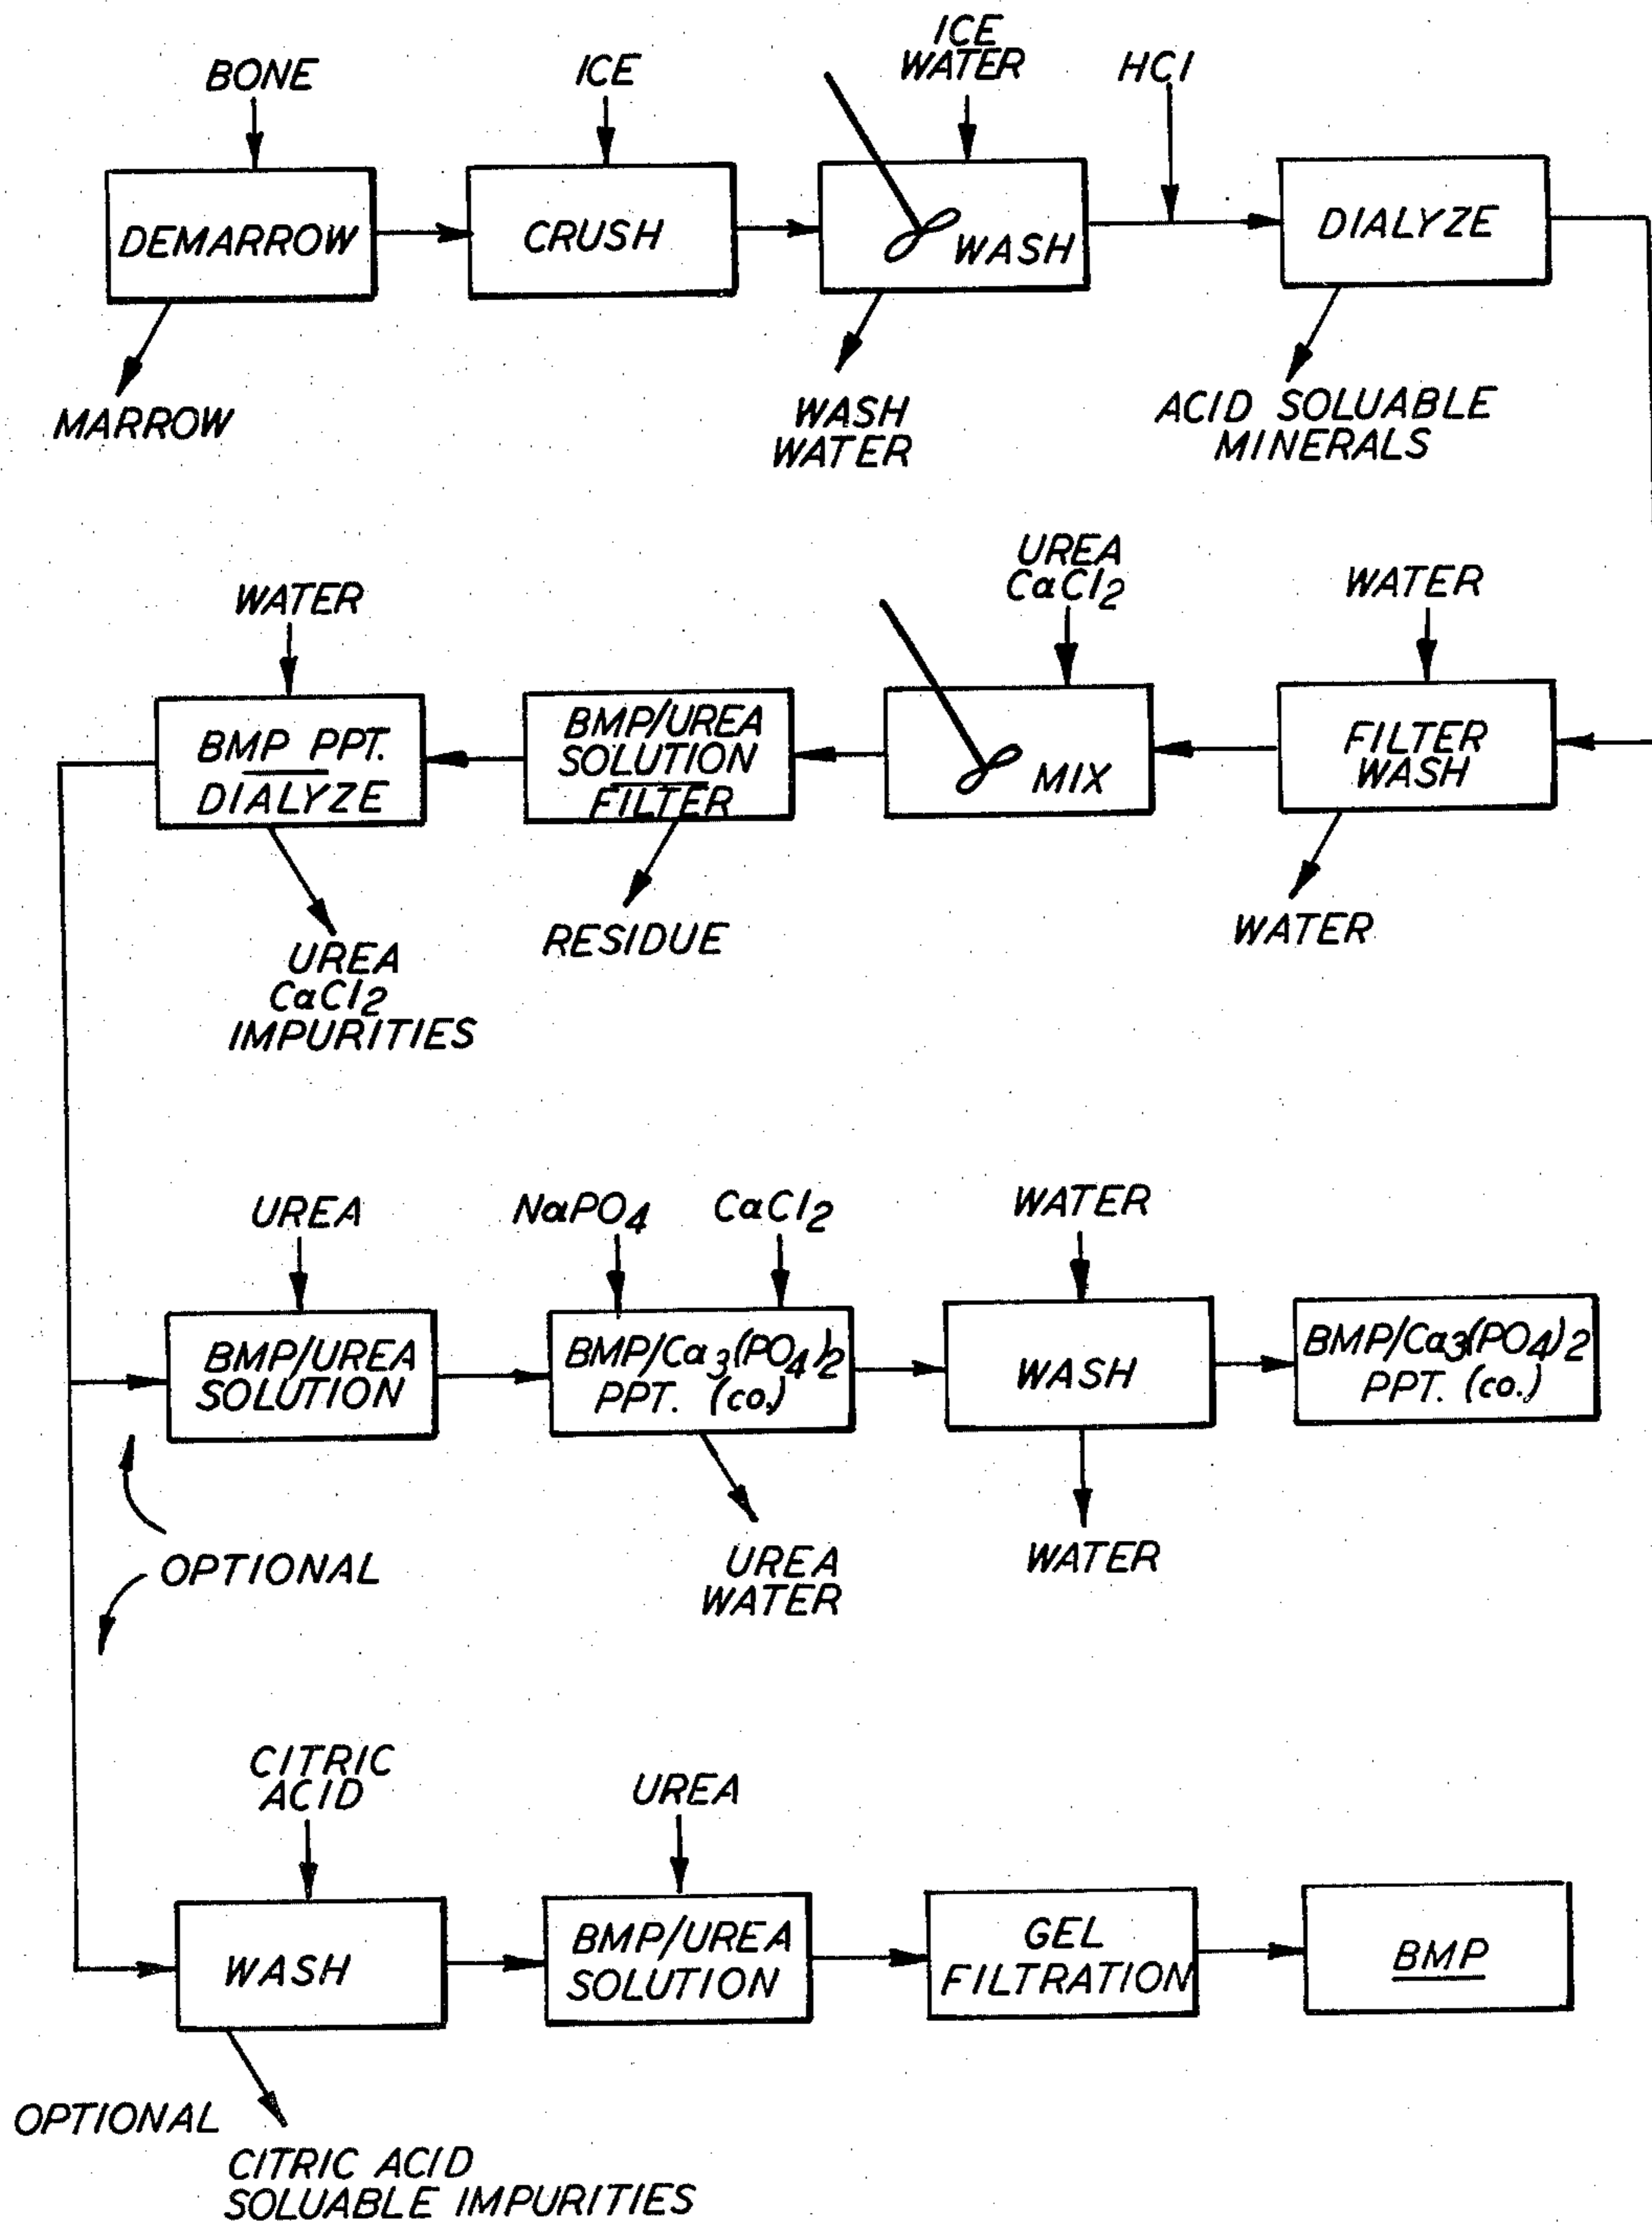 BONE
ICE
ICE
WATER
HCl
DEMARROW
CRUSH
WASH
DIALYZE
MARROW
WASH
WATER
ACID SOLUABLE
MINERALS
WATER
UREA
CaCl2
WATER
BMP PPT.
DIALYZE
BMP/UREA
SOLUTION
FILTER
MIX
FILTER
WASH
UREA
CaCl2
IMPURITIES
RESIDUE
WATER
UREA
NaPO4
CaCl2
WATER
BMP/UREA
SOLUTION
BMP/Ca3(PO4)2
PPT. (co.)
WASH
BMP/Ca3(PO4)2
PPT. (co.)
OPTIONAL
UREA
WATER
WATER
CITRIC
ACID
UREA
WASH
BMP/UREA
SOLUTION
GEL
FILTRATION
BMP
OPTIONAL
CITRIC ACID
SOLUABLE IMPURITIES